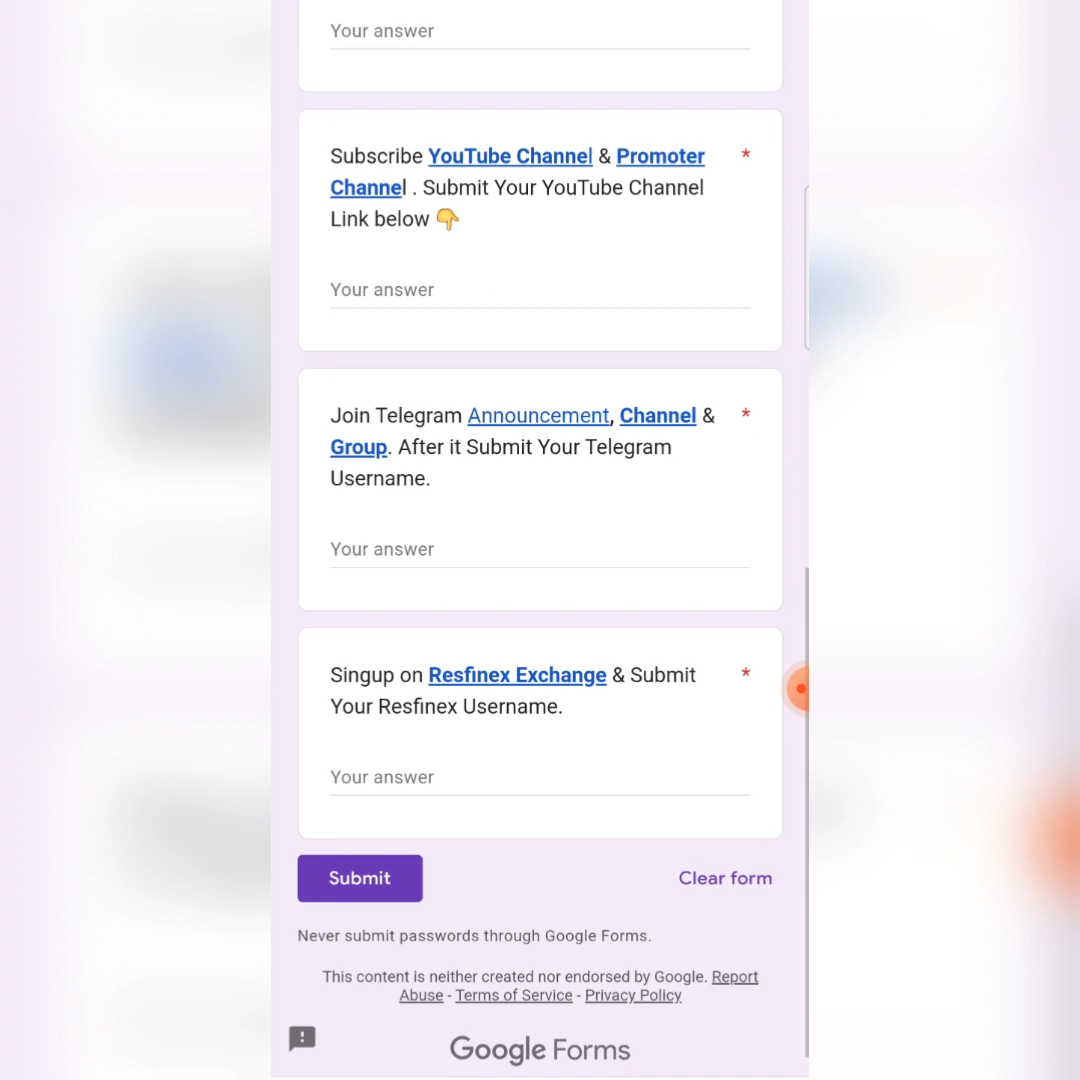 Your answer
Subscribe YouTube Channel & Promoter *
Channel . Submit Your YouTube Channel
Link below 👇
Your answer
Join Telegram Announcement, Channel & *
Group. After it Submit Your Telegram
Username.
Your answer
Singup on Resfinex Exchange & Submit *
Your Resfinex Username.
Your answer
Submit
Clear form
Never submit passwords through Google Forms.
This content is neither created nor endorsed by Google. Report
Abuse - Terms of Service - Privacy Policy
Google Forms